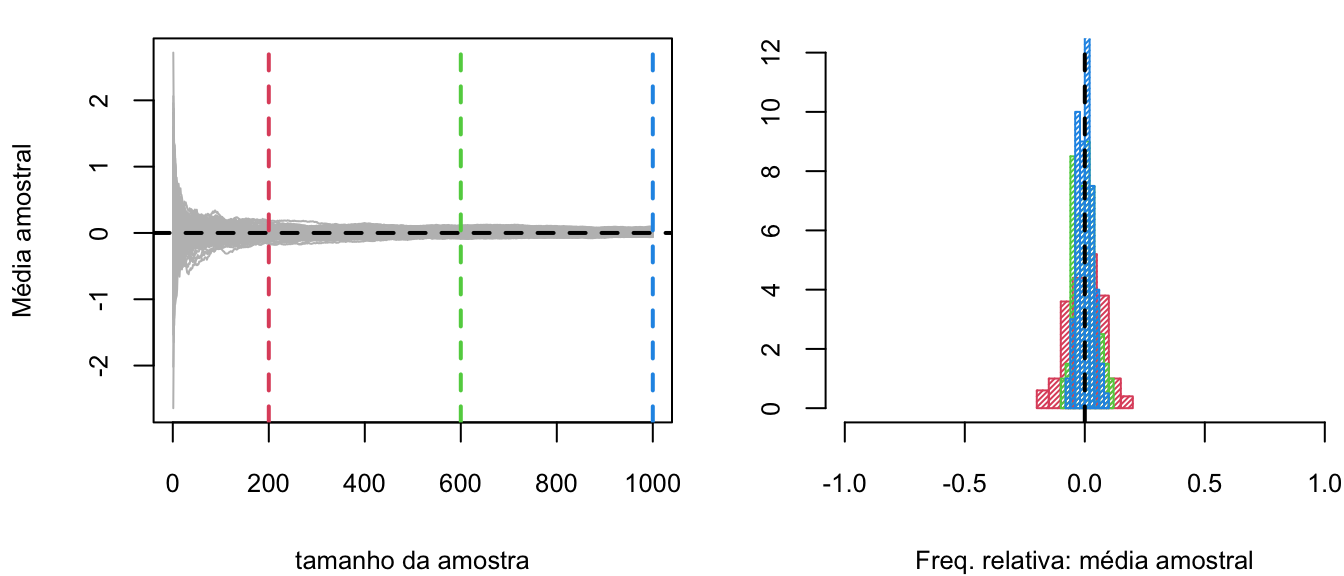 Média amostral
2
1
0
-1
-2
0 200 400 600 800 1000
tamanho da amostra
12
10
8
6
4
2
0
-1.0 -0.5 0.0 0.5 1.0
Freq. relativa: média amostral